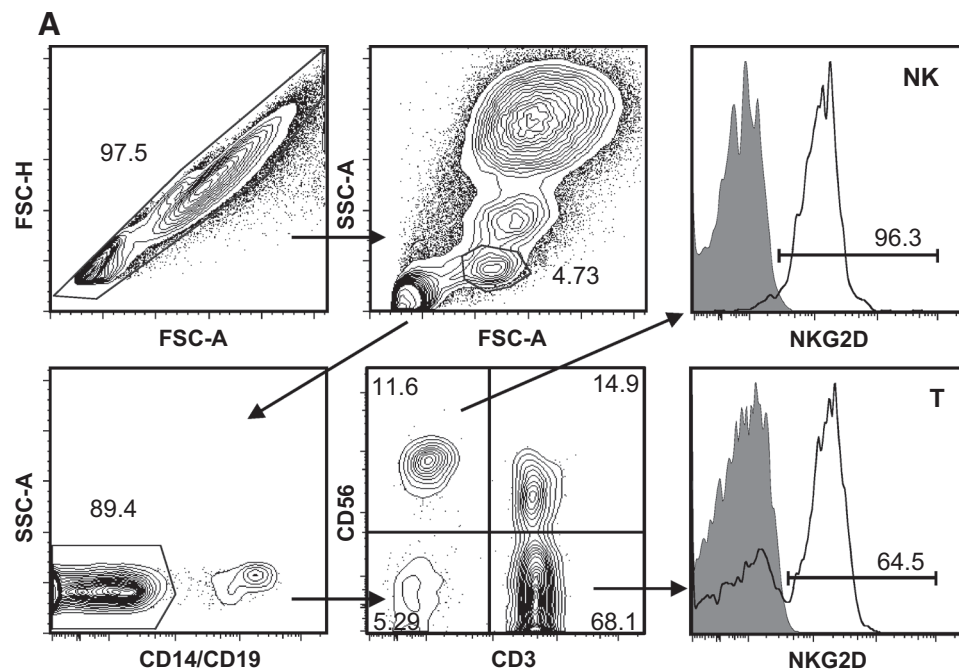 A
97.5
FSC-H
FSC-A
SSC-A
4.73
FSC-A
NK
96.3
NKG2D
89.4
SSC-A
CD14/CD19
11.6
14.9
CD56
5.29
68.1
CD3
T
64.5
NKG2D